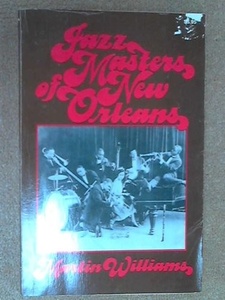 Jazz
Masters
of New
Orleans
Martin Williams